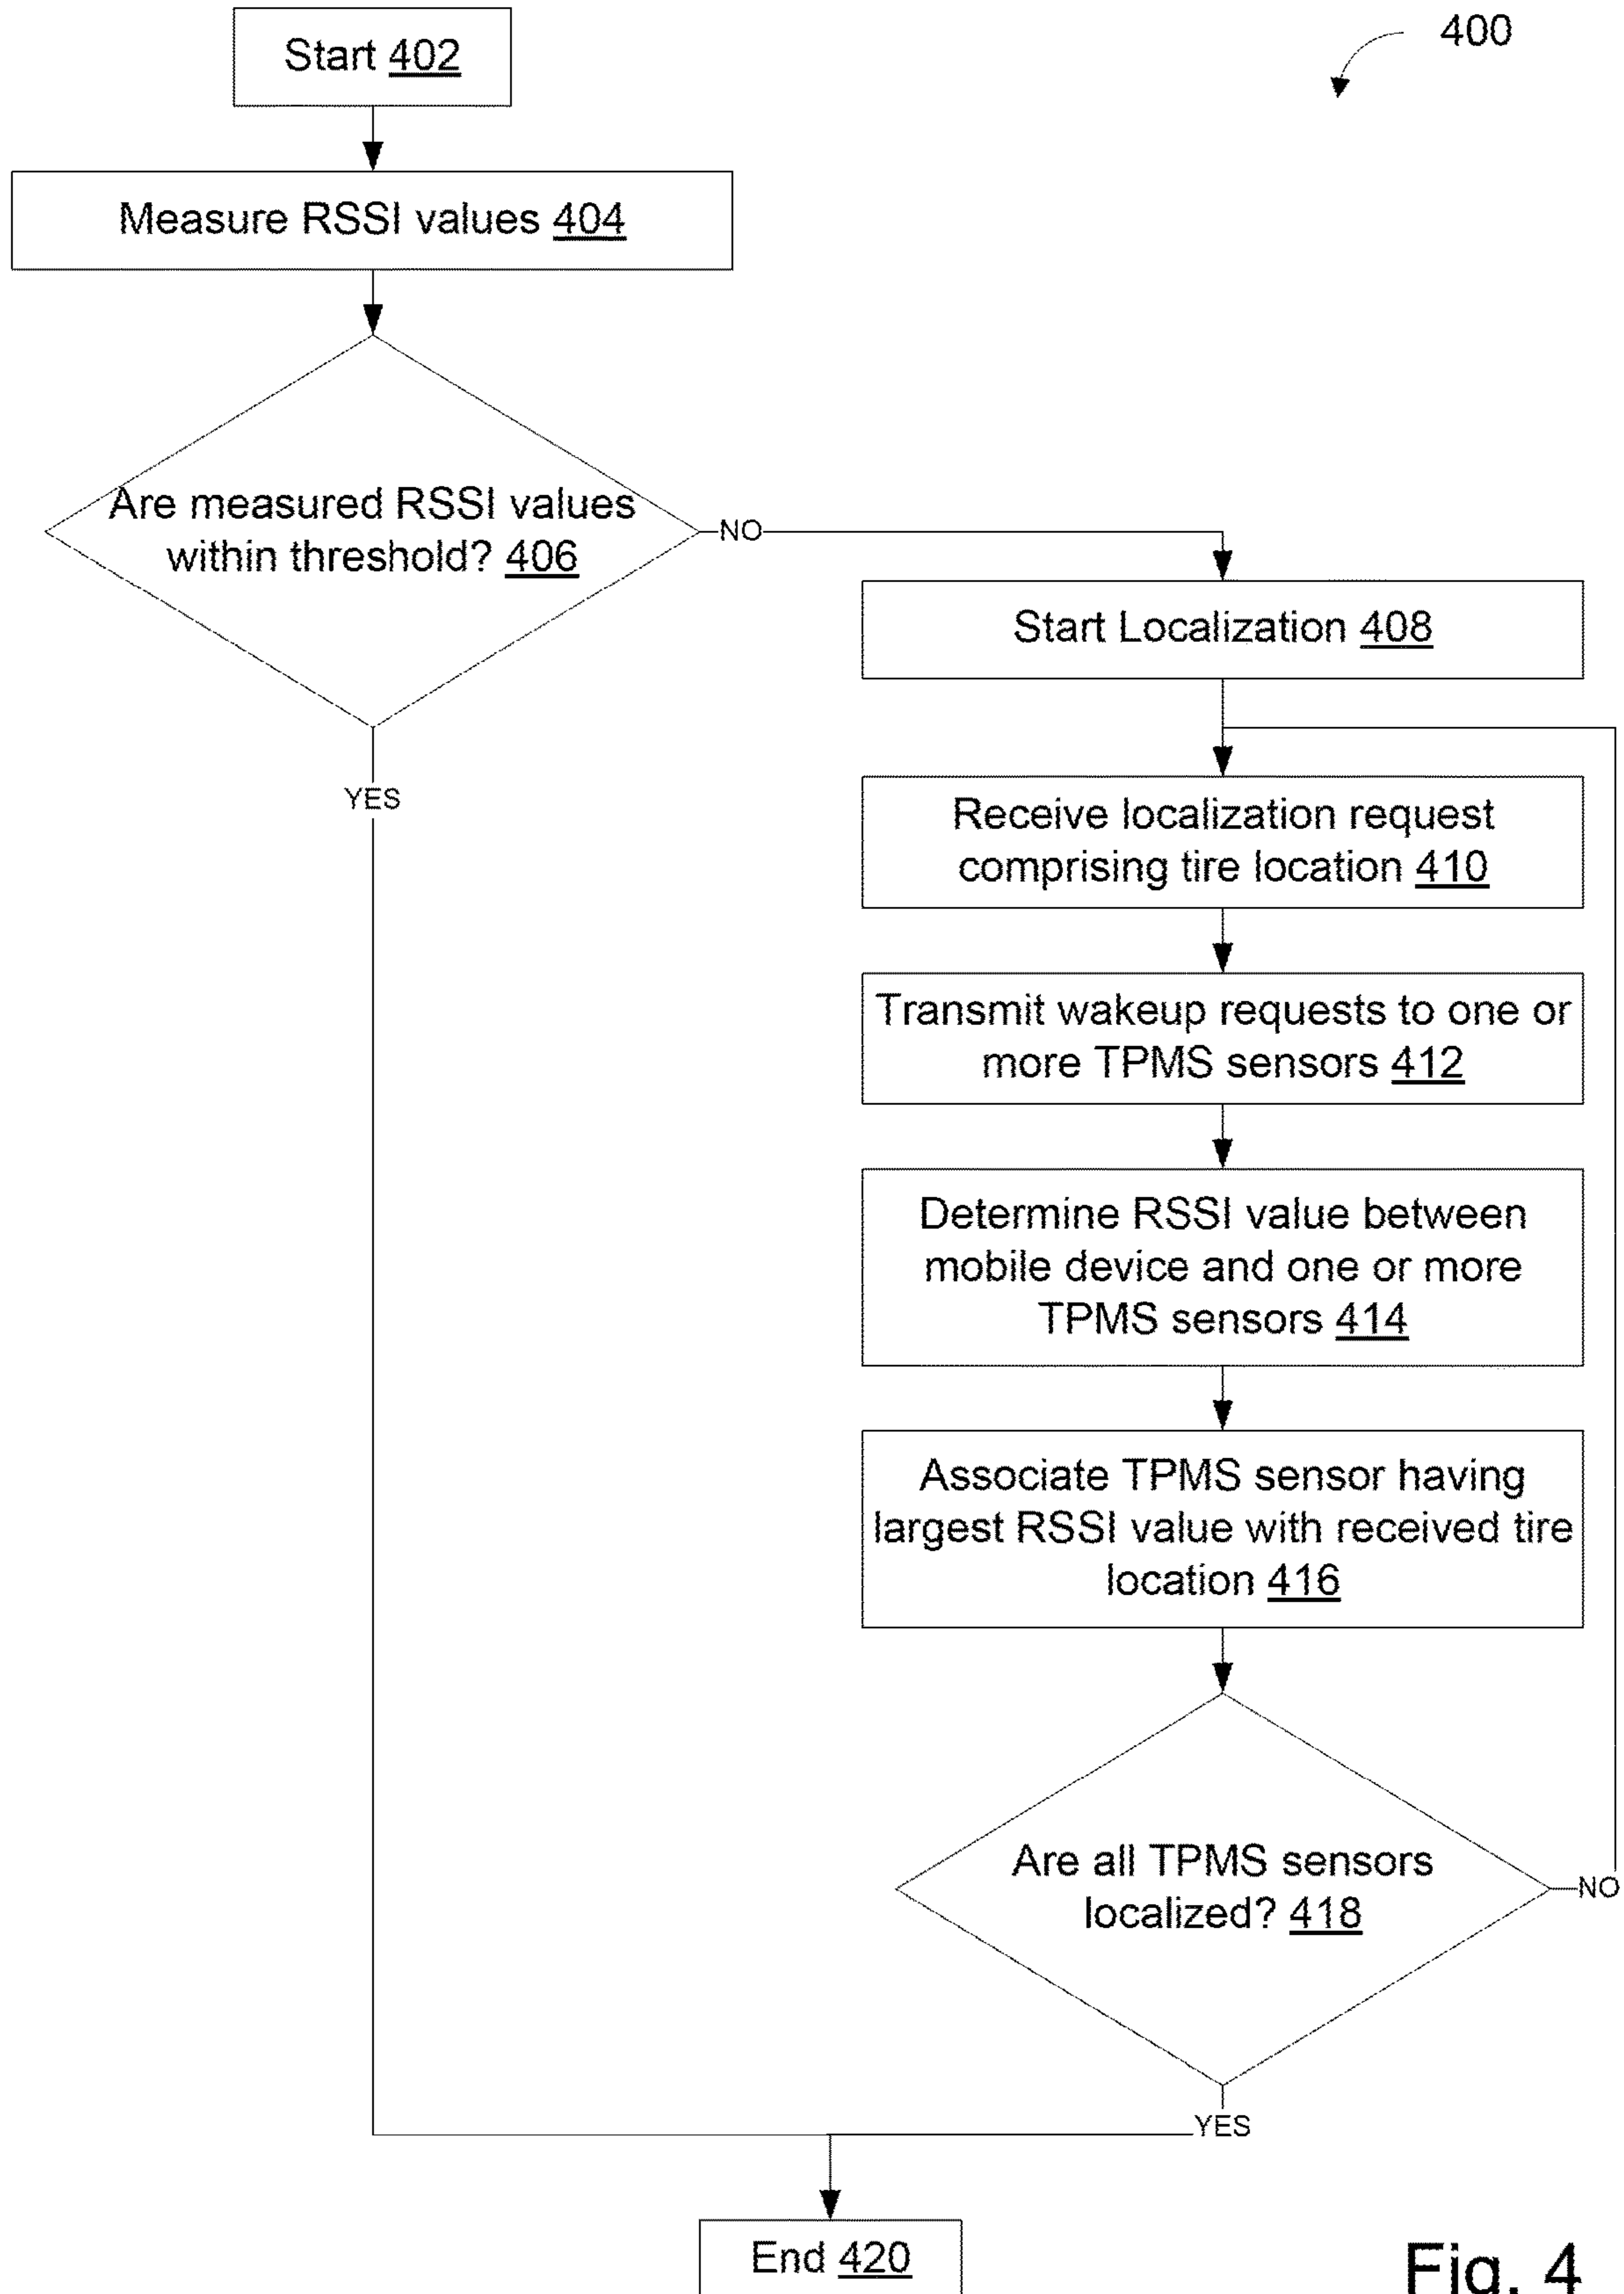 Start 402
400
Measure RSSI values 404
Are measured RSSI values
within threshold? 406
NO
YES
Start Localization 408
Receive localization request
comprising tire location 410
Transmit wakeup requests to one or
more TPMS sensors 412
Determine RSSI value between
mobile device and one or more
TPMS sensors 414
Associate TPMS sensor having
largest RSSI value with received tire
location 416
Are all TPMS sensors
localized? 418
NO
YES
End 420
Fig. 4